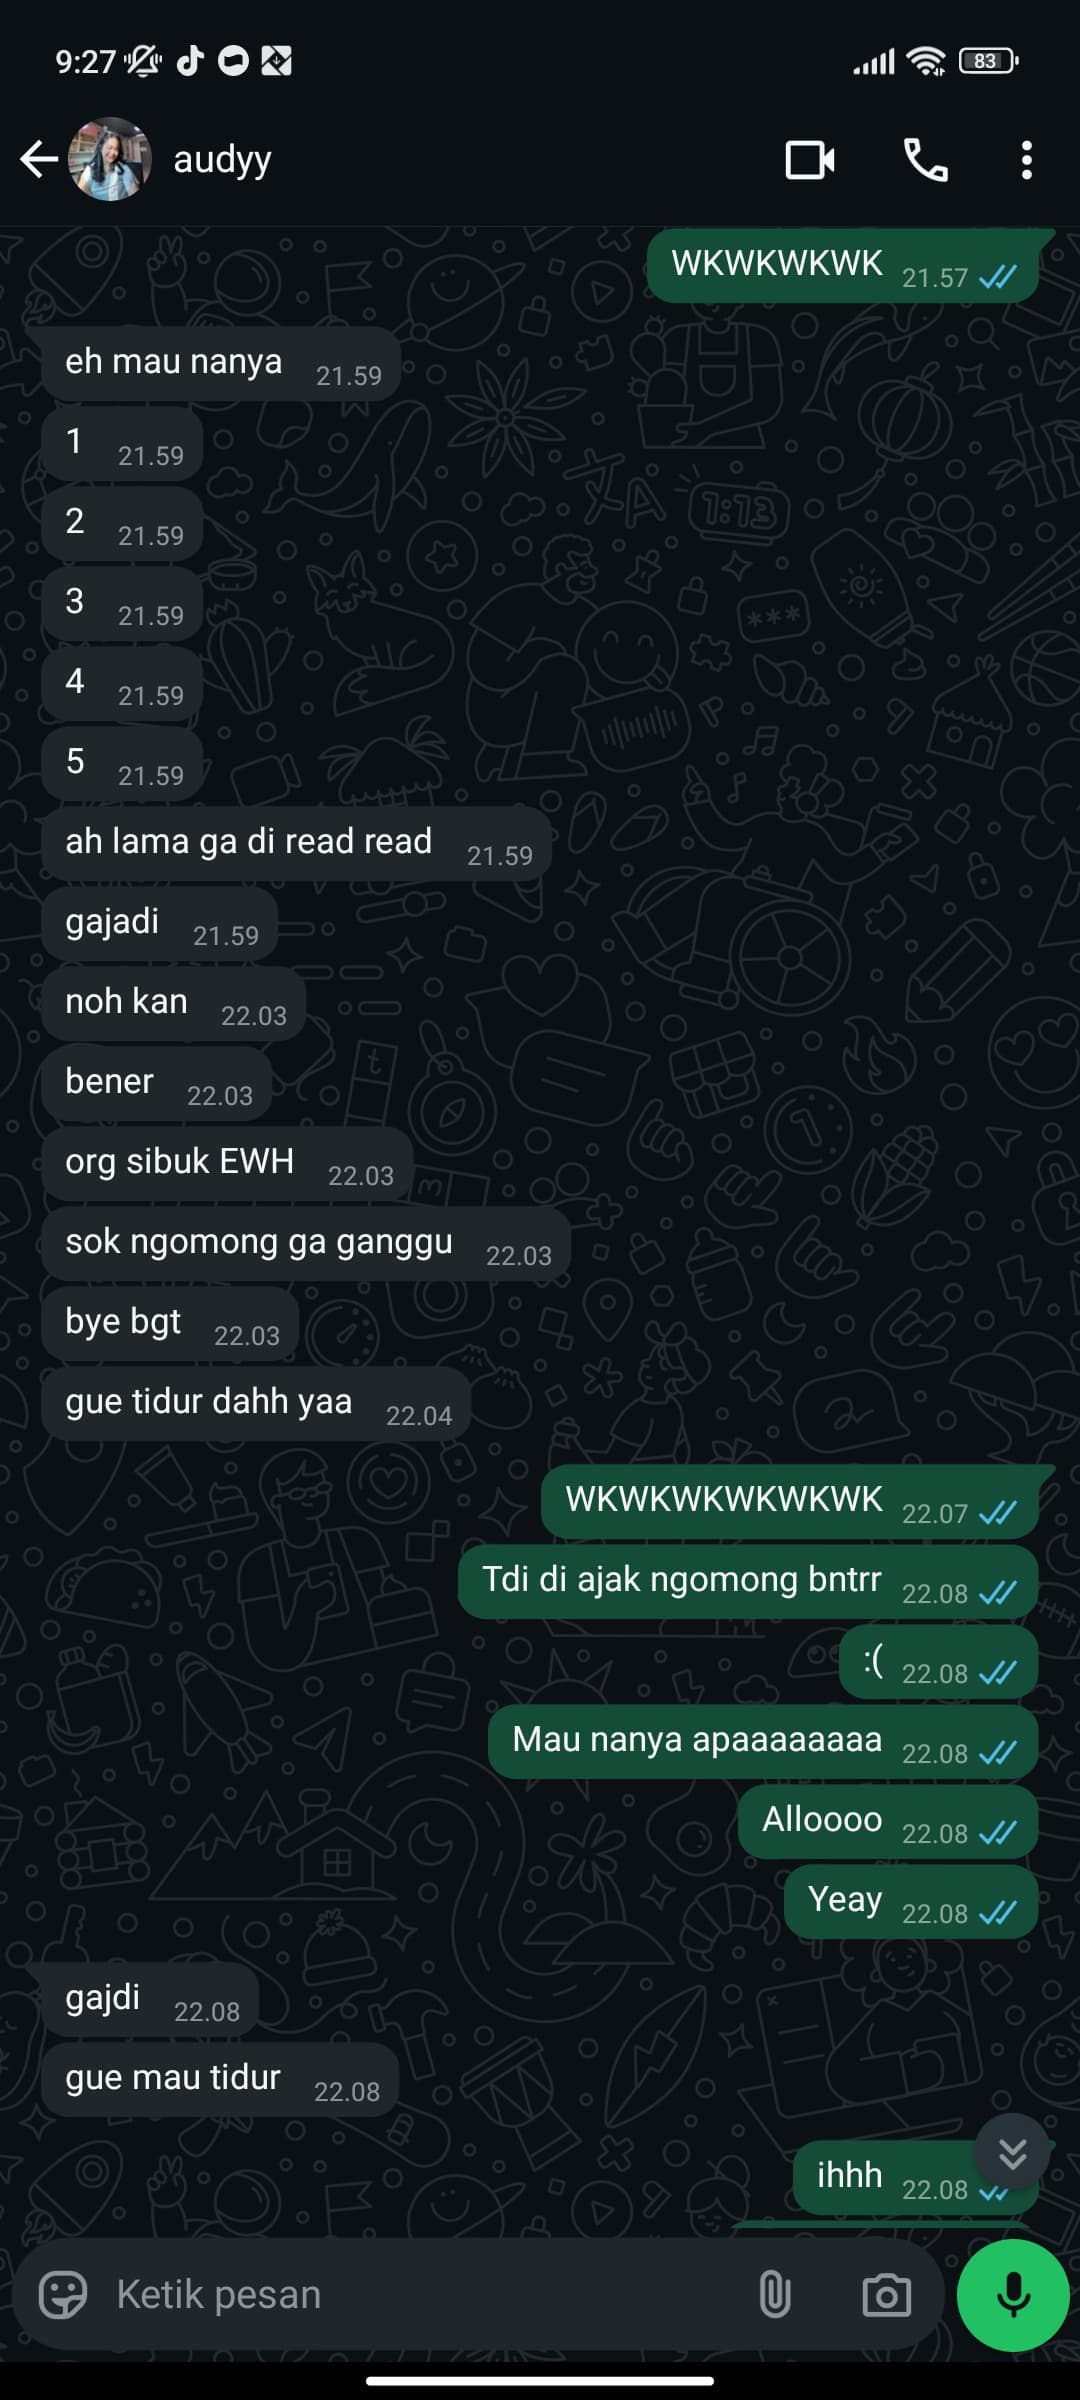 9:27
83
audyy
WKWKWKWK 21.57
eh mau nanya 21.59
1 21.59
2 21.59
3 21.59
4 21.59
5 21.59
ah lama ga di read read 21.59
gajadi 21.59
noh kan 22.03
bener 22.03
org sibuk EWH 22.03
sok ngomong ga ganggu 22.03
bye bgt 22.03
gue tidur dahh yaa 22.04
WKWKWKWKWKWK 22.07
Tdi di ajak ngomong bntrr 22.08
:( 22.08
Mau nanya apaaaaaaaa 22.08
Alloooo 22.08
Yeay 22.08
gajdi 22.08
gue mau tidur 22.08
ihhh 22.08
Ketik pesan